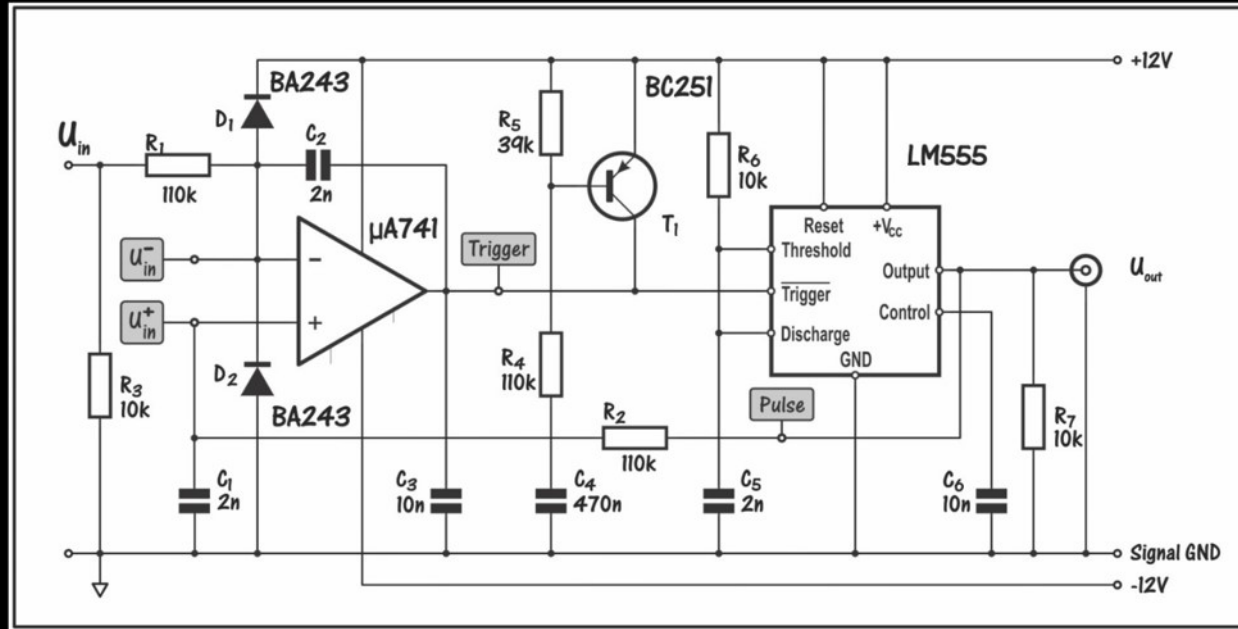 +12V
BA243
BC251
D₁
R₅
39k
U_in
R₁
C₂
R₆
10k
LM555
110k
2n
μA741
T₁
Reset
+V_CC
Threshold
U⁻_in
−
Trigger
Output
U_out
Trigger
U⁺_in
+
Control
Discharge
R₃
10k
D₂
R₄
110k
GND
BA243
Pulse
R₂
R₇
10k
110k
C₁
2n
C₃
10n
C₄
470n
C₅
2n
C₆
10n
Signal GND
-12V